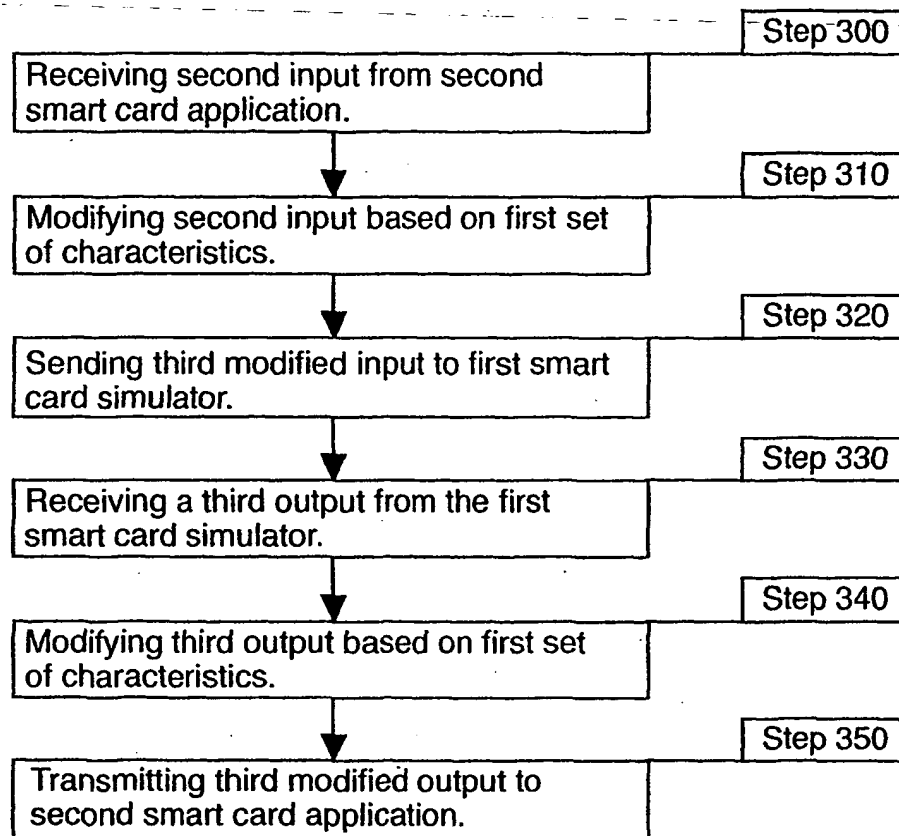 Step 300
Receiving second input from second
smart card application.
Step 310
Modifying second input based on first set
of characteristics.
Step 320
Sending third modified input to first smart
card simulator.
Step 330
Receiving a third output from the first
smart card simulator.
Step 340
Modifying third output based on first set
of characteristics.
Step 350
Transmitting third modified output to
second smart card application.